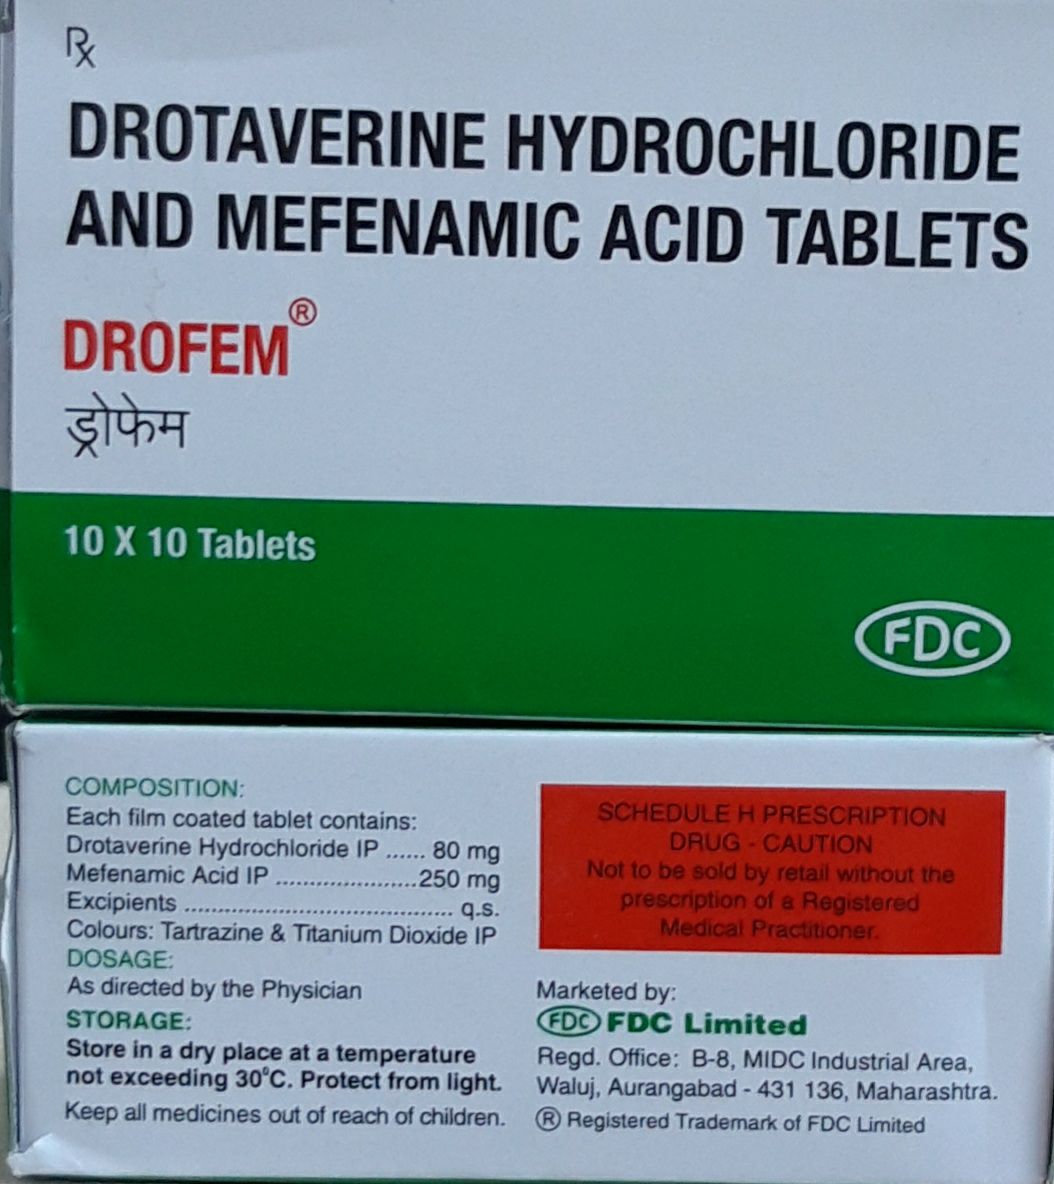 Rx
DROTAVERINE HYDROCHLORIDE
AND MEFENAMIC ACID TABLETS
DROFEM®
ड्रोफेम
10 X 10 Tablets
FDC
COMPOSITION:
Each film coated tablet contains:
Drotaverine Hydrochloride IP ...... 80 mg
Mefenamic Acid IP .....................250 mg
Excipients ........................................ q.s.
Colours: Tartrazine & Titanium Dioxide IP
DOSAGE:
As directed by the Physician
STORAGE:
Store in a dry place at a temperature
not exceeding 30°C. Protect from light.
Keep all medicines out of reach of children.
SCHEDULE H PRESCRIPTION
DRUG - CAUTION
Not to be sold by retail without the
prescription of a Registered
Medical Practitioner.
Marketed by:
FDC FDC Limited
Regd. Office: B-8, MIDC Industrial Area,
Waluj, Aurangabad - 431 136, Maharashtra.
® Registered Trademark of FDC Limited